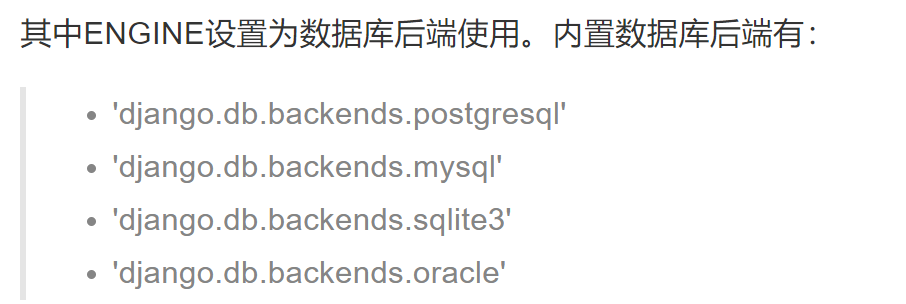 其中ENGINE设置为数据库后端使用。内置数据库后端有：
• 'django.db.backends.postgresql'
• 'django.db.backends.mysql'
• 'django.db.backends.sqlite3'
• 'django.db.backends.oracle'